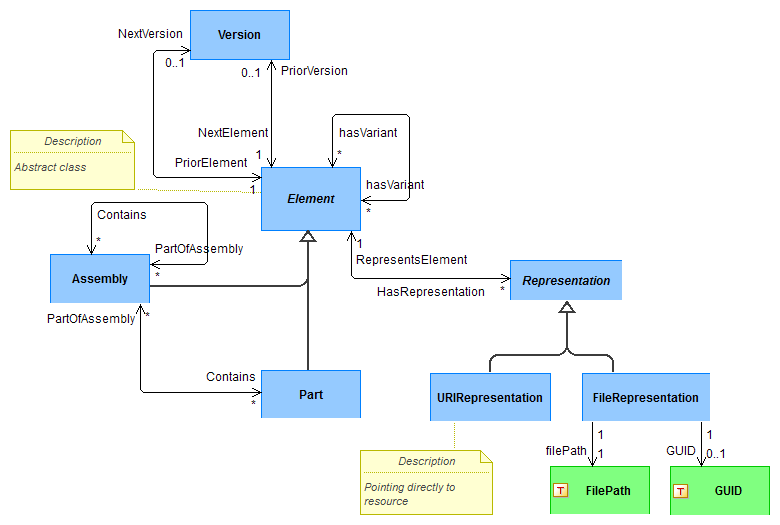 Version
NextVersion
0..1
0..1
PriorVersion
NextElement
1
PriorElement
1
hasVariant
*
hasVariant
*
Description
Abstract class
Element
Contains
*
PartOfAssembly
*
Assembly
PartOfAssembly
*
Contains
*
Part
1
RepresentsElement
HasRepresentation
*
Representation
URIRepresentation
FileRepresentation
Description
Pointing directly to
resource
1
filePath
1
1
GUID
0..1
T
FilePath
T
GUID